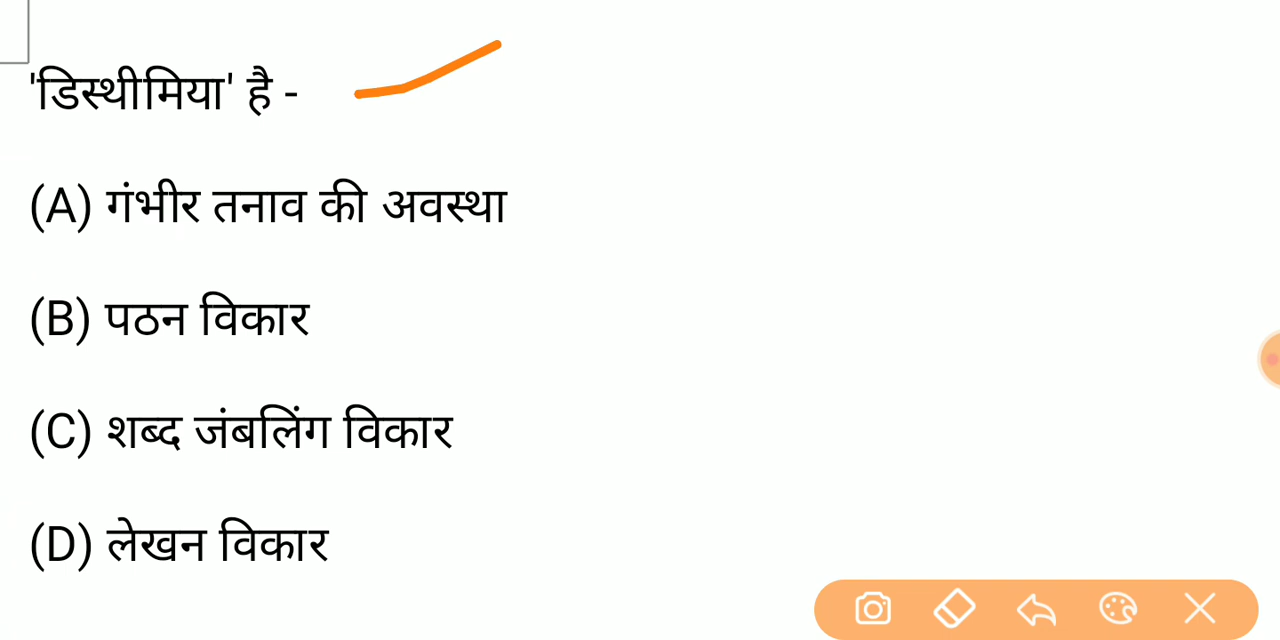 'डिस्थीमिया' है -
(A) गंभीर तनाव की अवस्था
(B) पठन विकार
(C) शब्द जंबलिंग विकार
(D) लेखन विकार